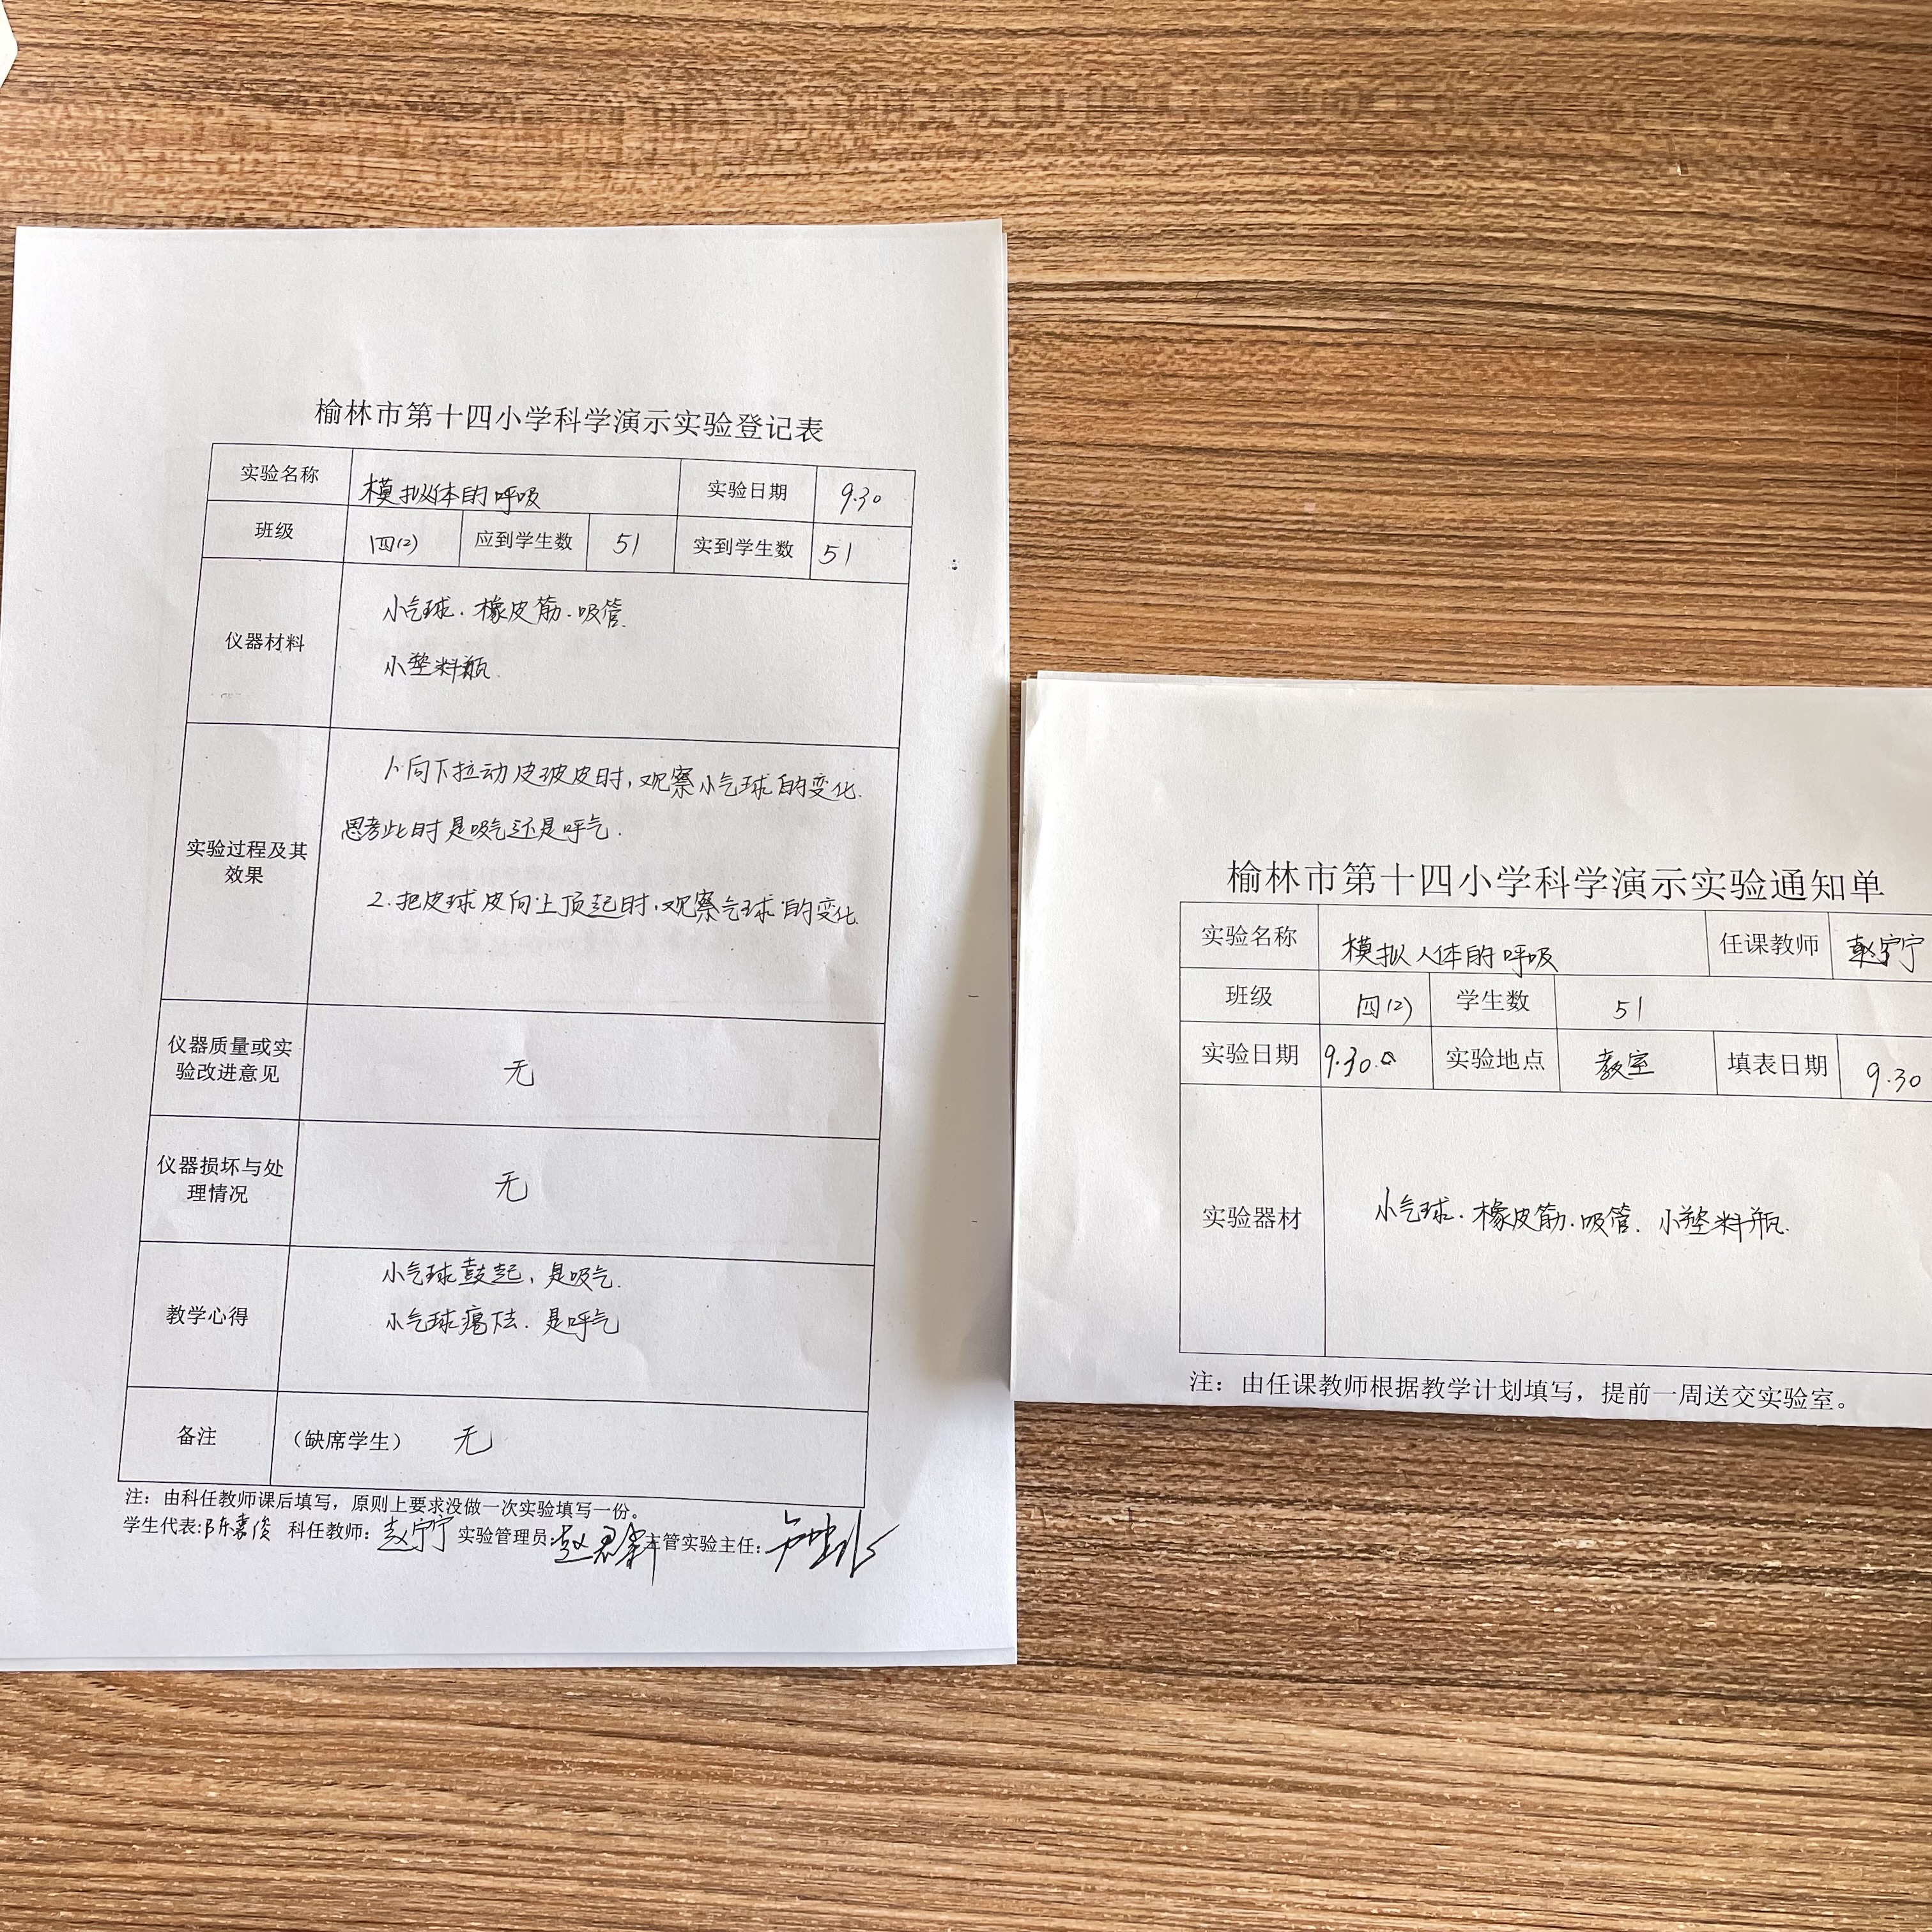 榆林市第十四小学科学演示实验登记表
实验名称 模拟人体的呼吸 实验日期 9.30
班级 四(2) 应到学生数 51 实到学生数 51
仪器材料 小气球.橡皮筋.吸管.
小塑料瓶.
实验过程及其效果
1.向下拉动皮球皮时,观察小气球的变化.
思考此时是吸气还是呼气.
2.把皮球皮向上顶起时,观察气球的变化.
仪器质量或实验改进意见 无
仪器损坏与处理情况 无
教学心得 小气球鼓起,是吸气.
小气球瘪下去.是呼气
备注 (缺席学生) 无
注:由科任教师课后填写,原则上要求没做一次实验填写一份。
学生代表:陈嘉俊 科任教师:赵宁宁 实验管理员: 主管实验主任:
榆林市第十四小学科学演示实验通知单
实验名称 模拟人体的呼吸 任课教师 赵宁宁
班级 四(2) 学生数 51
实验日期 9.30 实验地点 教室 填表日期 9.30
实验器材 小气球.橡皮筋.吸管.小塑料瓶.
注:由任课教师根据教学计划填写,提前一周送交实验室。